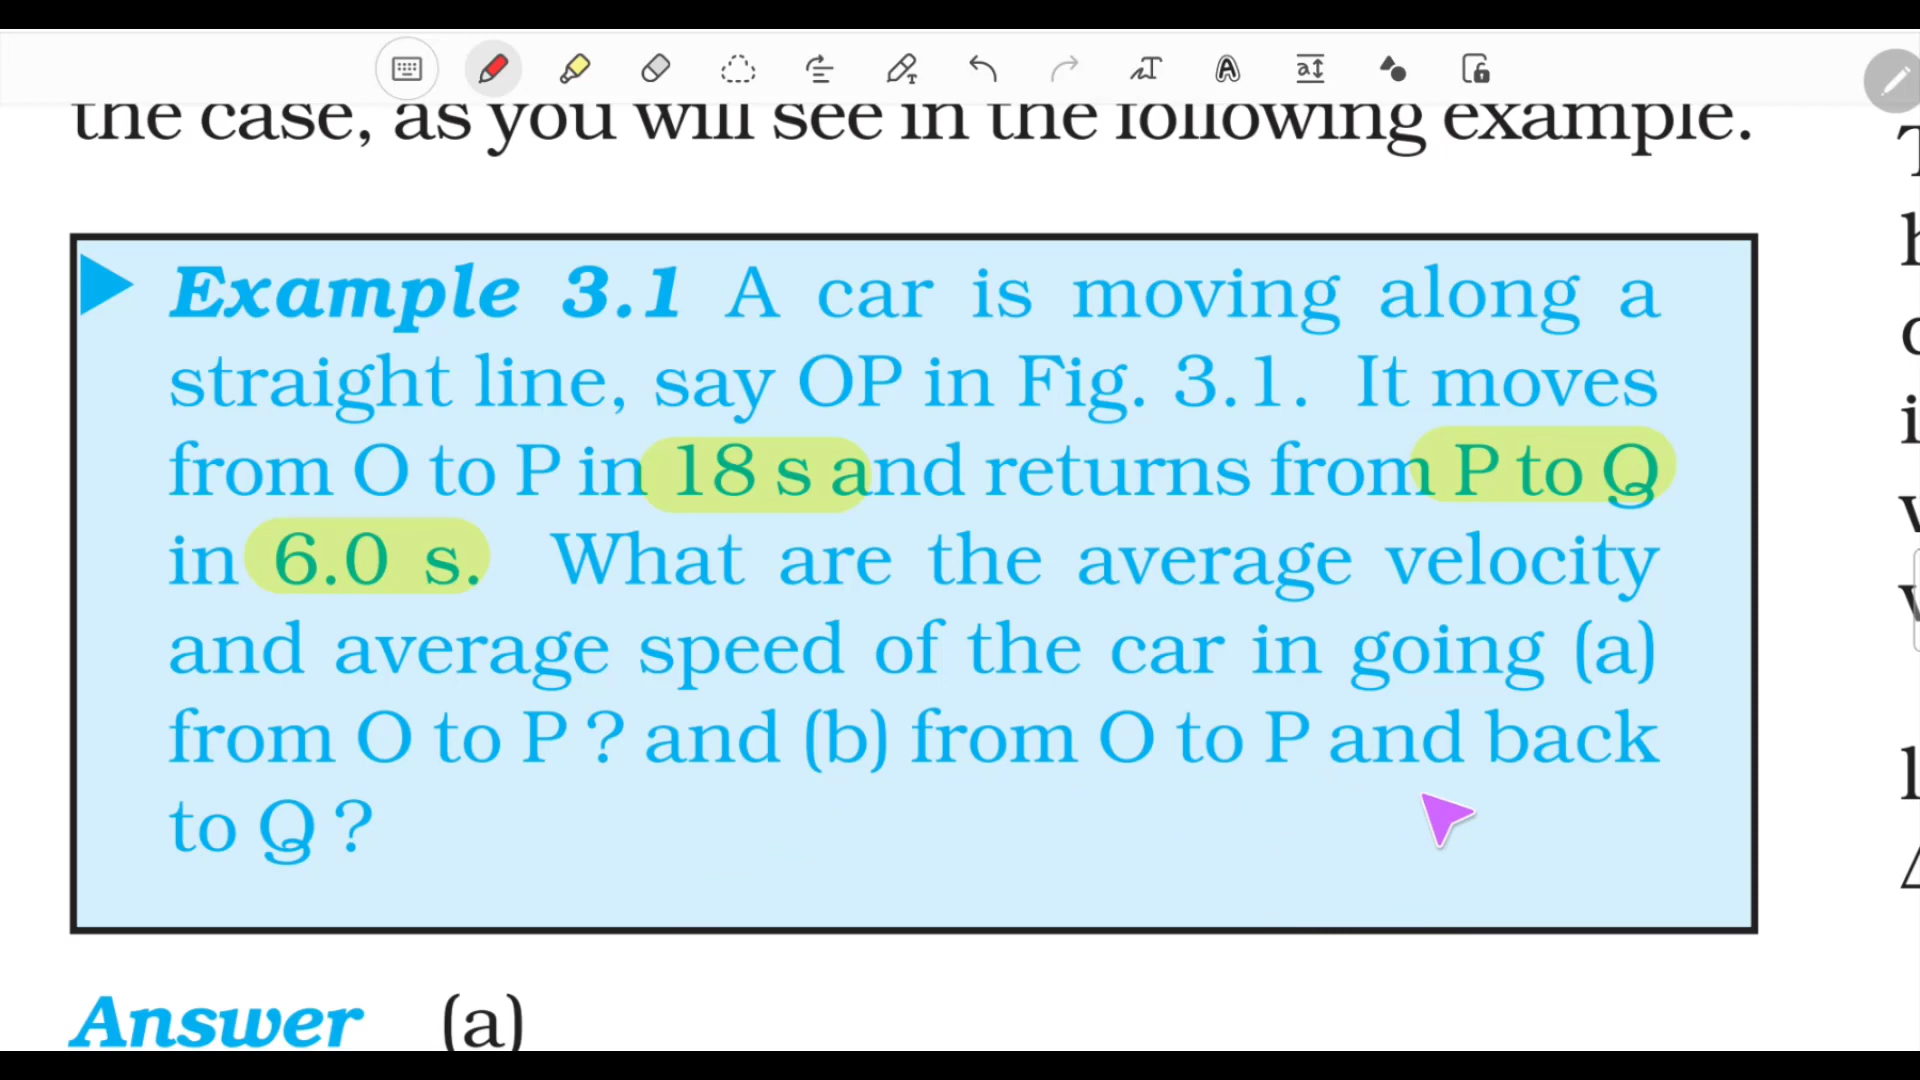 the case, as you will see in the following example.
Example 3.1 A car is moving along a
straight line, say OP in Fig. 3.1. It moves
from O to P in 18 s and returns from P to Q
in 6.0 s. What are the average velocity
and average speed of the car in going (a)
from O to P ? and (b) from O to P and back
to Q ?
Answer (a)